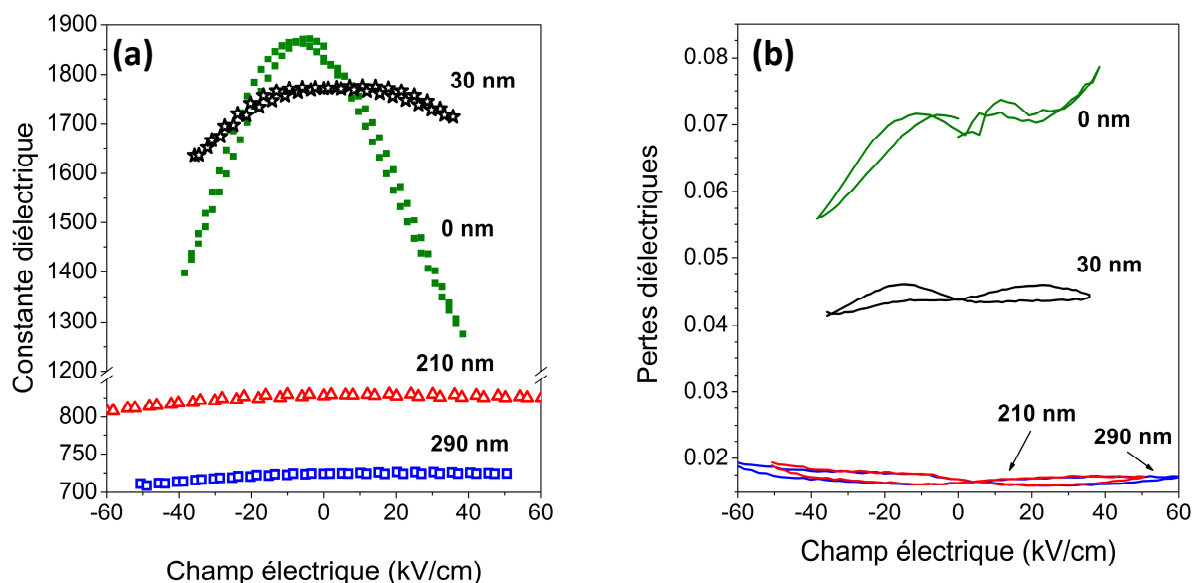 (a)
Constante diélectrique
1900
1800
1700
1600
1500
1400
1300
1200
800
750
700
30 nm
0 nm
210 nm
290 nm
-60 -40 -20 0 20 40 60
Champ électrique (kV/cm)
(b)
Pertes diélectriques
0.08
0.07
0.06
0.05
0.04
0.03
0.02
0 nm
30 nm
210 nm
290 nm
-60 -40 -20 0 20 40 60
Champ électrique (kV/cm)